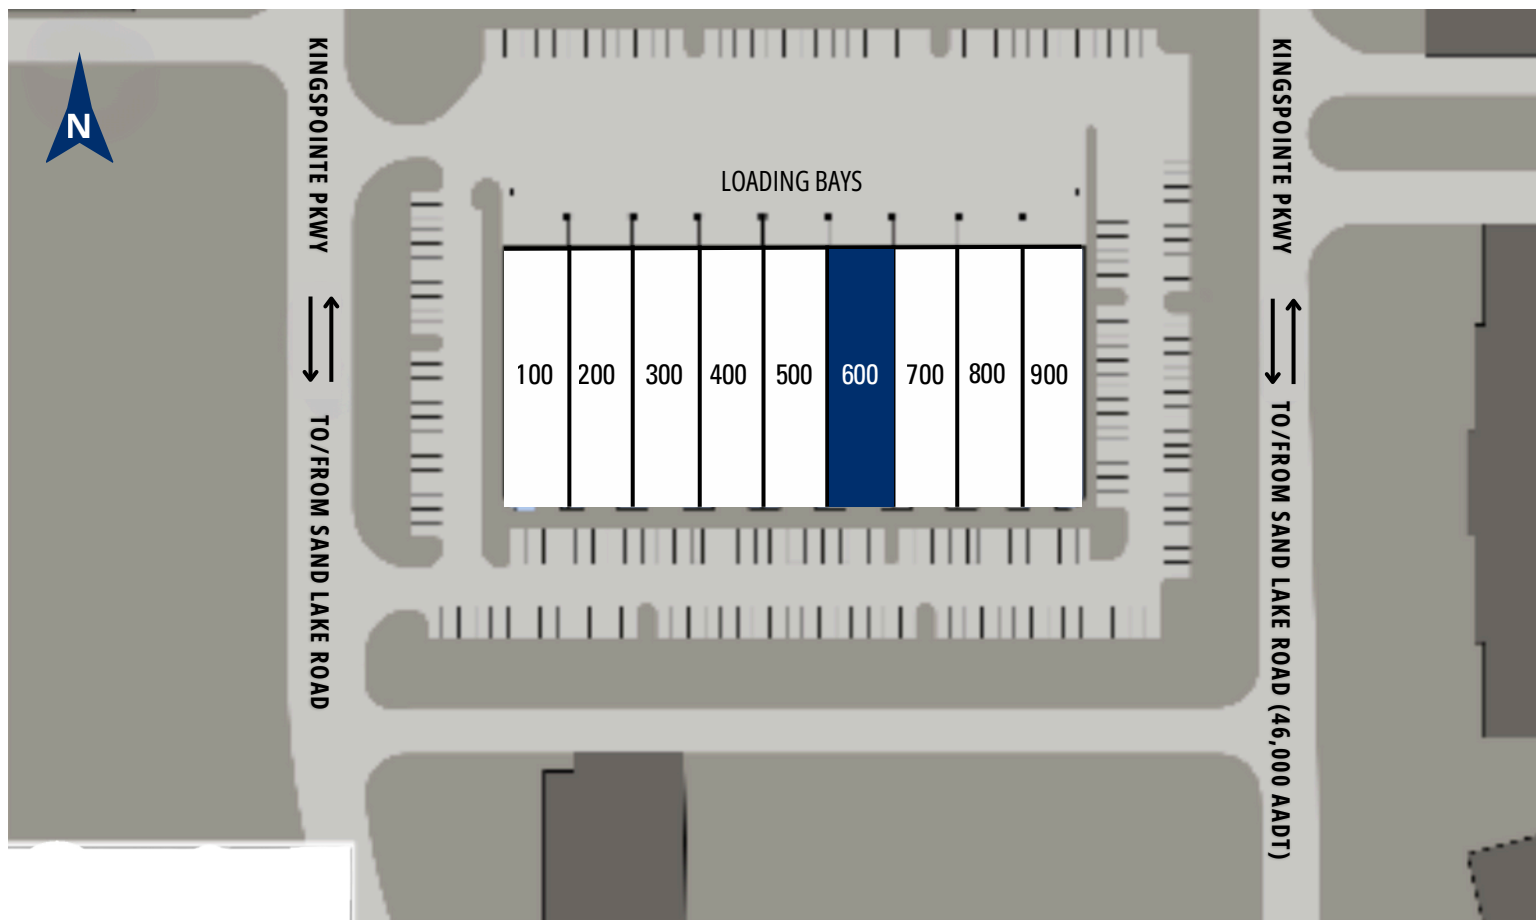 N
KINGSPOINTE PKWY
TO/FROM SAND LAKE ROAD
LOADING BAYS
100
200
300
400
500
600
700
800
900
KINGSPOINTE PKWY
TO/FROM SAND LAKE ROAD (46,000 AADT)